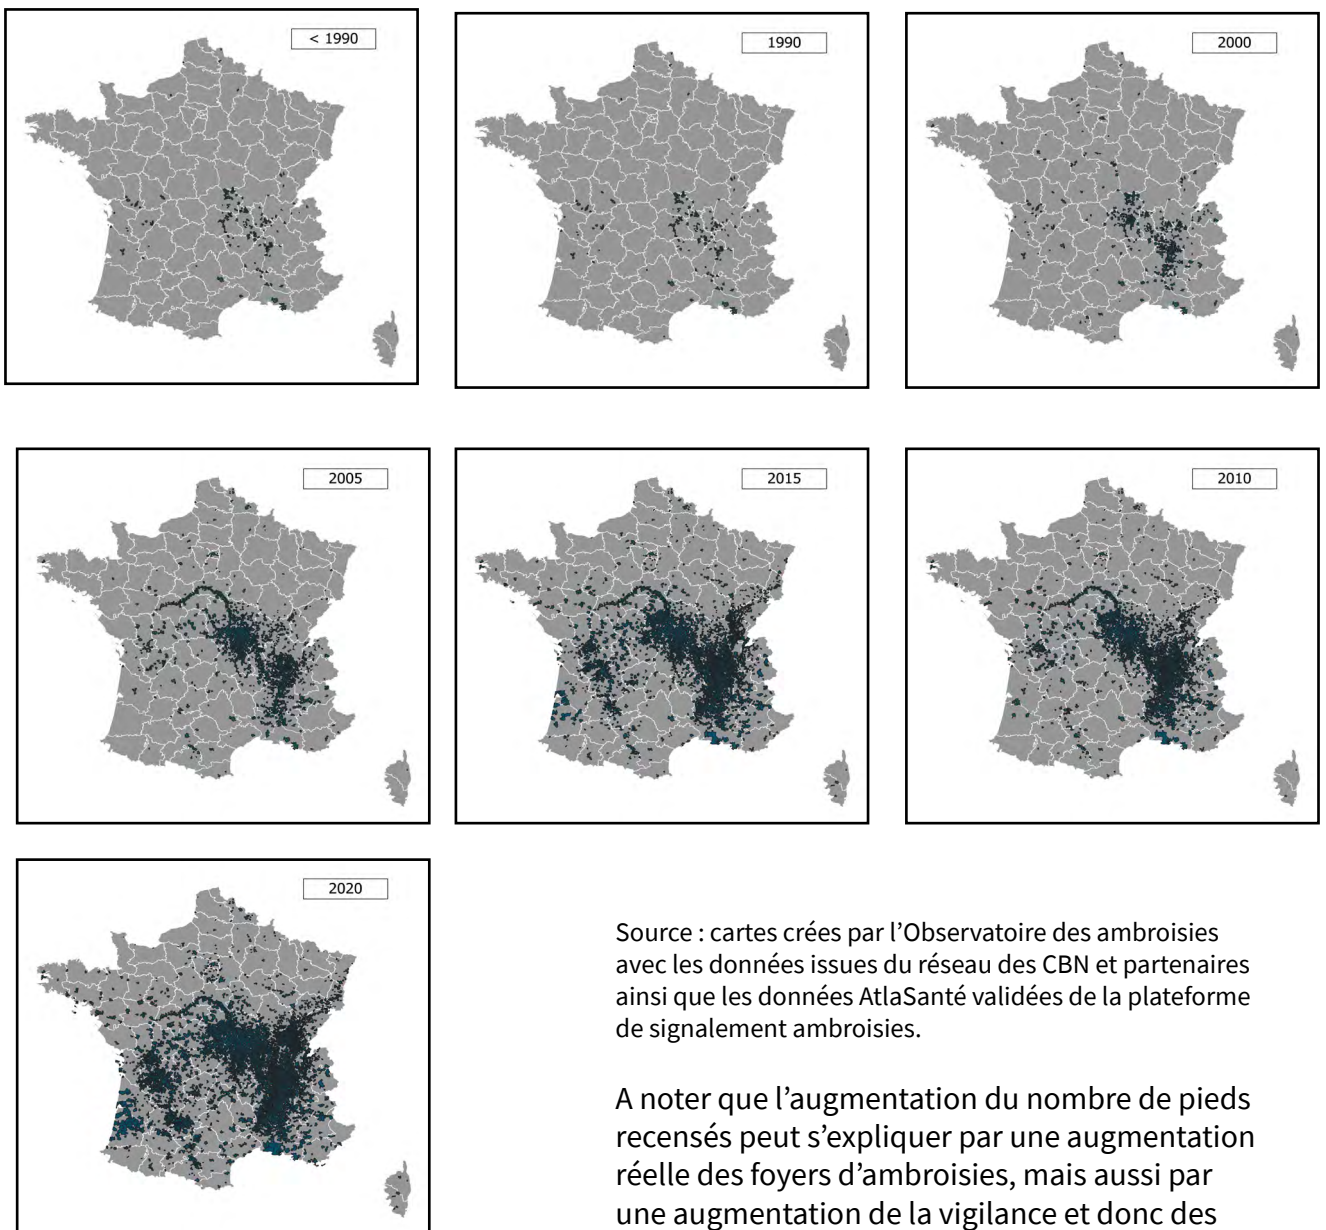 < 1990
1990
2000
2005
2015
2010
2020
Source : cartes crées par l’Observatoire des ambroisies
avec les données issues du réseau des CBN et partenaires
ainsi que les données AtlaSanté validées de la plateforme
de signalement ambroisies.
A noter que l’augmentation du nombre de pieds
recensés peut s’expliquer par une augmentation
réelle des foyers d’ambroisies, mais aussi par
une augmentation de la vigilance et donc des